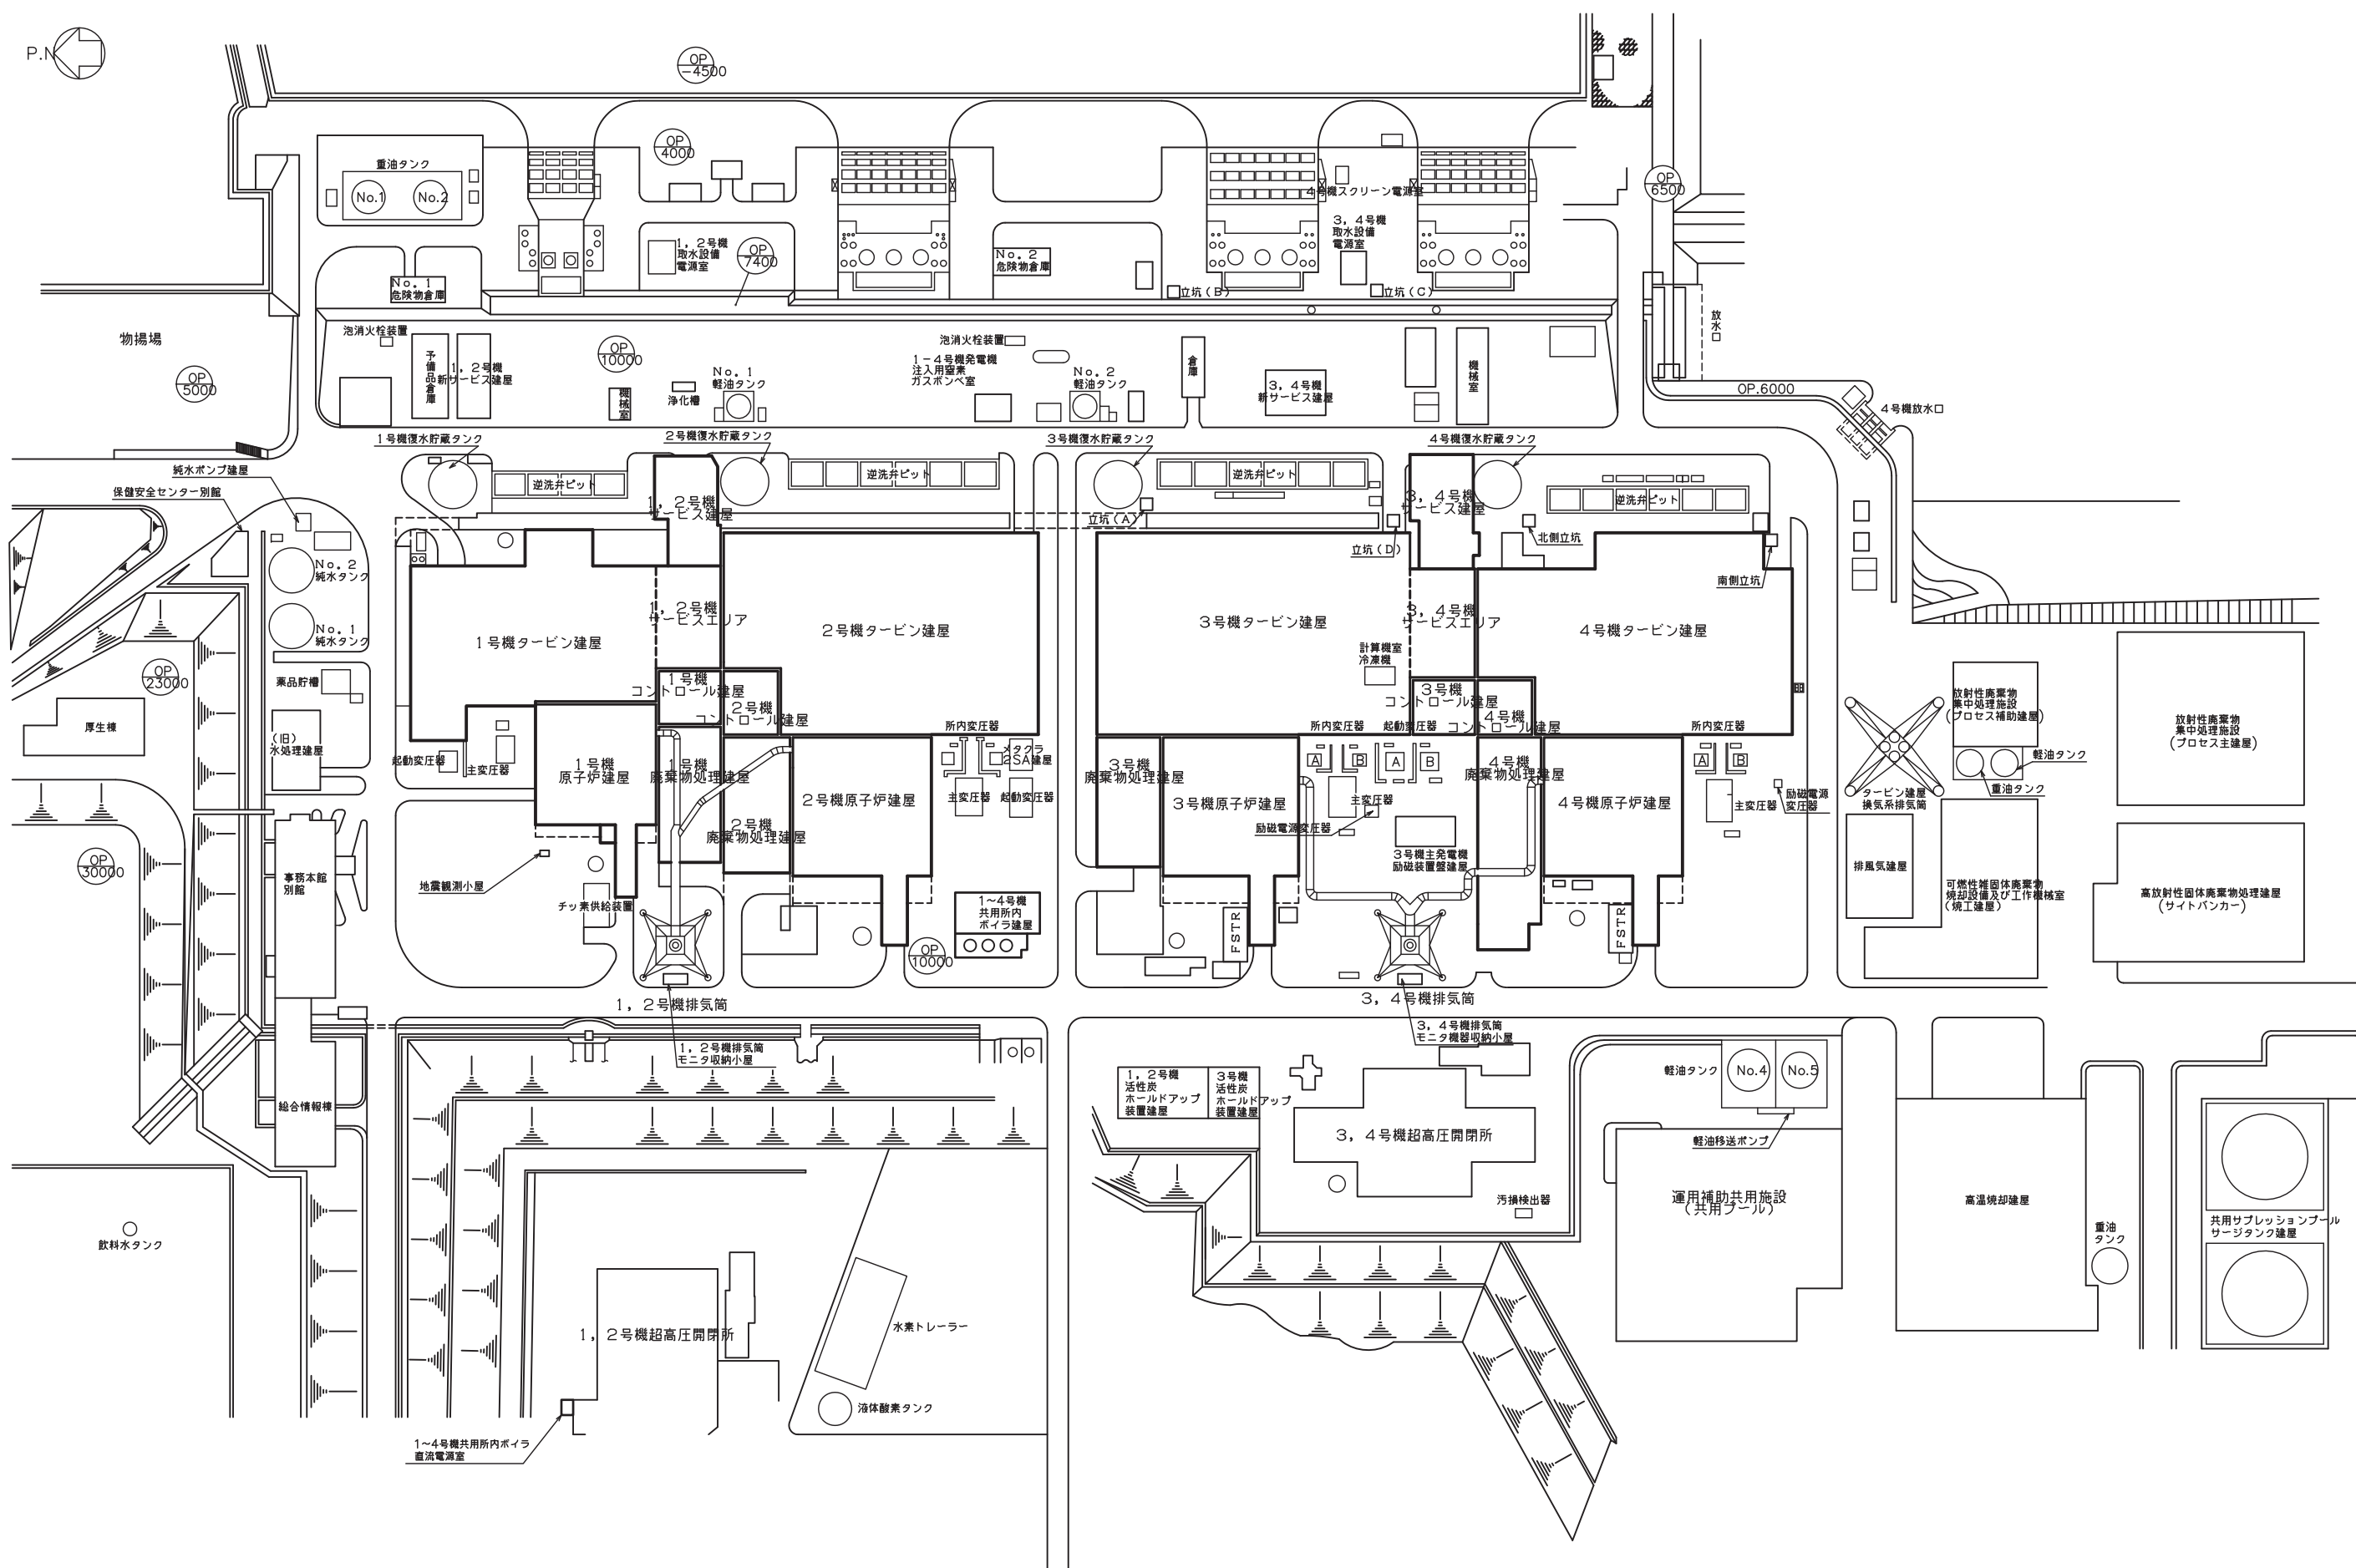 P.N
OP
-4500
OP
4000
重油タンク
No.1
No.2
OP
6500
4号機スクリーン電源室
3,4号機
取水設備
電源室
1,2号機
取水設備
電源室
OP
7400
No.2
危険物倉庫
No.1
危険物倉庫
立坑(B)
立坑(C)
物揚場
OP
5000
泡消火栓装置
予備品倉庫
1,2号機
新サービス建屋
OP
10000
機械室
浄化槽
No.1
軽油タンク
泡消火栓装置
1-4号機発電機
注入用窒素
ガスボンベ室
No.2
軽油タンク
倉庫
3,4号機
新サービス建屋
機械室
放水口
OP.6000
4号機放水口
1号機復水貯蔵タンク
2号機復水貯蔵タンク
3号機復水貯蔵タンク
4号機復水貯蔵タンク
純水ポンプ建屋
保健安全センター別館
逆洗弁ピット
逆洗弁ピット
逆洗弁ピット
逆洗弁ピット
1,2号機
サービス建屋
3,4号機
サービス建屋
立坑(A)
立坑(D)
北側立坑
南側立坑
No.2
純水タンク
No.1
純水タンク
1号機タービン建屋
1,2号機
サービスエリア
2号機タービン建屋
3号機タービン建屋
3,4号機
サービスエリア
4号機タービン建屋
計算機室
冷凍機
OP
23000
薬品貯槽
厚生棟
(旧)
水処理建屋
1号機
コントロール建屋
2号機
コントロール建屋
3号機
コントロール建屋
4号機
コントロール建屋
放射性廃棄物
集中処理施設
(プロセス補助建屋)
放射性廃棄物
集中処理施設
(プロセス主建屋)
起動変圧器
主変圧器
1号機
原子炉建屋
1号機
廃棄物処理建屋
2号機
廃棄物処理建屋
2号機原子炉建屋
所内変圧器
メタクラ
2SA建屋
主変圧器
起動変圧器
3号機
廃棄物処理建屋
3号機原子炉建屋
所内変圧器
起動変圧器
A
B
A
B
主変圧器
励磁電源変圧器
3号機主発電機
励磁装置盤建屋
4号機
廃棄物処理建屋
4号機原子炉建屋
所内変圧器
A
B
主変圧器
励磁電源
変圧器
軽油タンク
重油タンク
タービン建屋
換気系排気筒
OP
30000
事務本館
別館
地震観測小屋
チッ素供給装置
1~4号機
共用所内
ボイラ建屋
OP
10000
FSTR
FSTR
排風気建屋
可燃性雑固体廃棄物
焼却設備及び工作機械室
(焼工建屋)
高放射性固体廃棄物処理建屋
(サイトバンカー)
1,2号機排気筒
3,4号機排気筒
1,2号機排気筒
モニタ収納小屋
3,4号機排気筒
モニタ機器収納小屋
総合情報棟
1,2号機
活性炭
ホールドアップ
装置建屋
3号機
活性炭
ホールドアップ
装置建屋
3,4号機超高圧開閉所
軽油タンク
No.4
No.5
軽油移送ポンプ
汚損検出器
運用補助共用施設
(共用プール)
高温焼却建屋
重油
タンク
共用サプレッションプール
サージタンク建屋
飲料水タンク
1,2号機超高圧開閉所
水素トレーラー
液体酸素タンク
1~4号機共用所内ボイラ
直流電源室